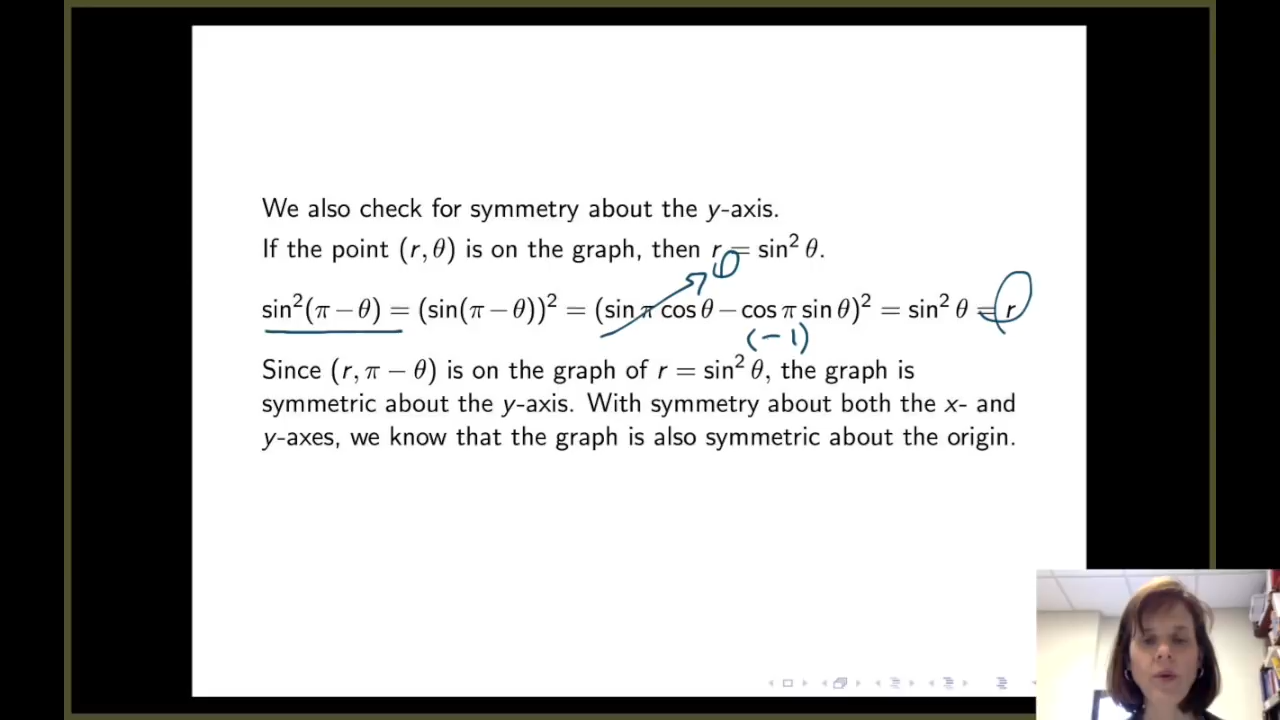 We also check for symmetry about the y-axis.
If the point (r, θ) is on the graph, then r = sin² θ.
0
sin²(π − θ) = (sin(π − θ))² = (sin π cos θ − cos π sin θ)² = sin² θ = r
(−1)
Since (r, π − θ) is on the graph of r = sin² θ, the graph is
symmetric about the y-axis. With symmetry about both the x- and
y-axes, we know that the graph is also symmetric about the origin.